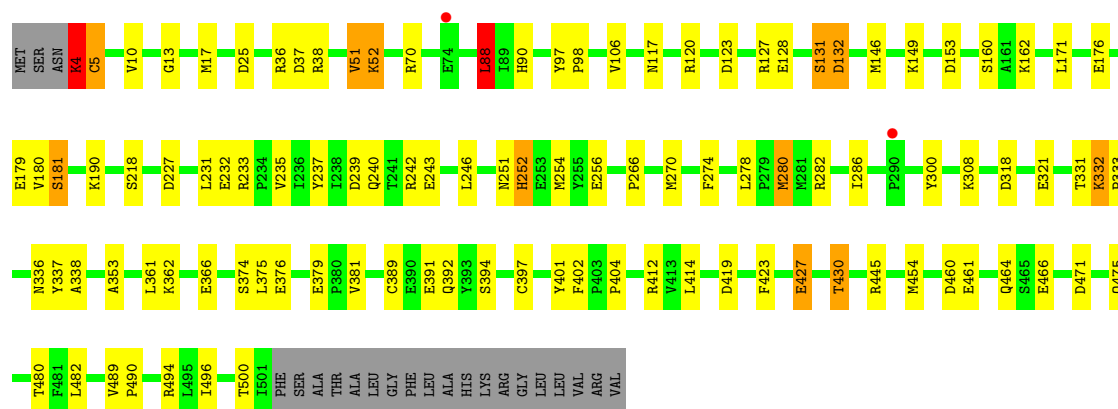 MET SER ASN K4 C5 V10 G13 M17 D25 R36 D37 R38 V51 K52 R70 E74 L88 I89 H90 Y97 P98 V106 N117 R120 D123 R127 E128 S131 D132 M146 K149 D153 S160 A161 K162 L171 E176
E179 V180 S181 K190 S218 D227 L231 E232 R233 P234 V235 I236 Y237 I238 D239 Q240 T241 R242 E243 L246 N251 H252 E253 M254 Y255 E256 P266 M270 F274 L278 P279 M280 M281 R282 I286 P290 Y300 K308 D318 E321 T331 K332 P333
N336 Y337 A338 A353 L361 K362 E366 S374 L375 E376 E379 P380 V381 C389 E390 E391 Q392 Y393 S394 C397 Y401 F402 P403 P404 R412 V413 L414 D419 F423 E427 T430 R445 M454 D460 E461 Q464 S465 E466 D471 Q475
T480 F481 L482 V489 P490 R494 L495 I496 T500 I501 PHE SER ALA THR ALA LEU GLY PHE LEU ALA HIS LYS ARG GLY LEU LEU VAL ARG VAL